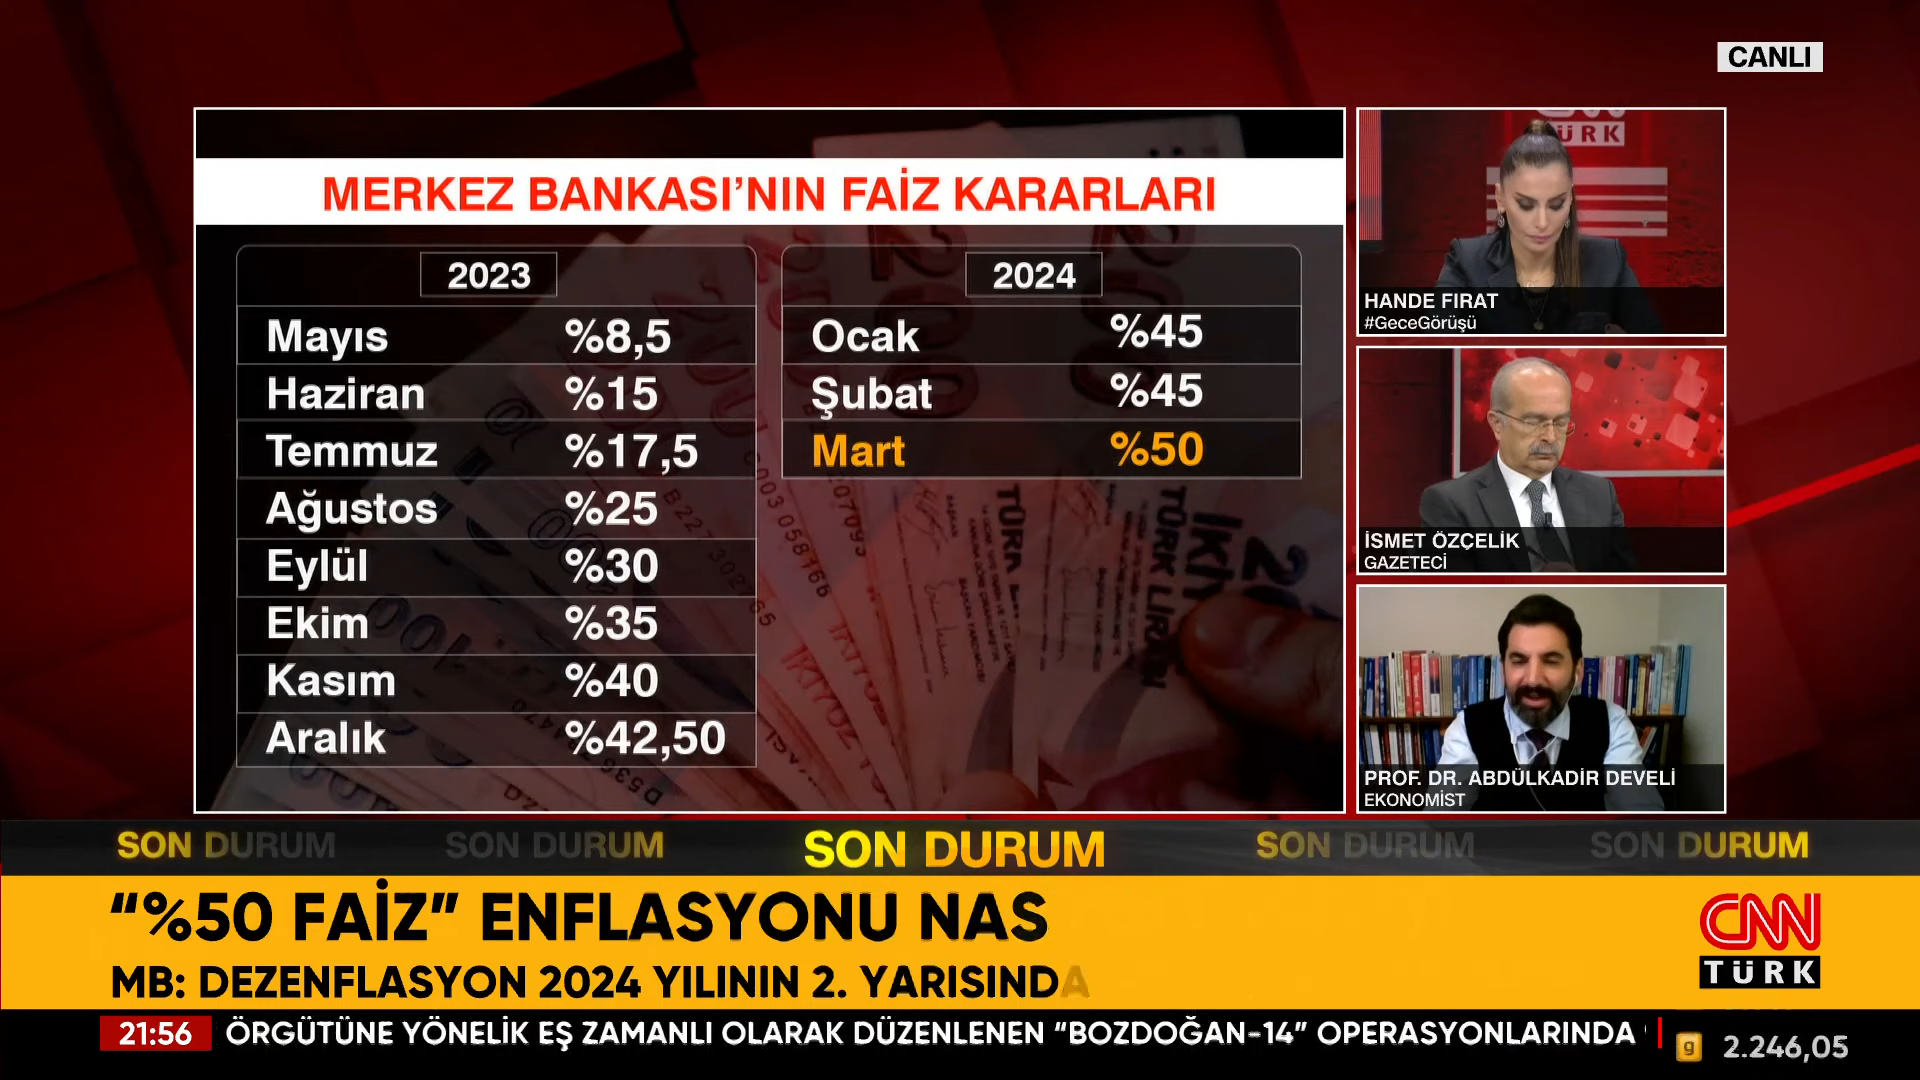 CANLI
MERKEZ BANKASI'NIN FAİZ KARARLARI
2023
Mayıs %8,5
Haziran %15
Temmuz %17,5
Ağustos %25
Eylül %30
Ekim %35
Kasım %40
Aralık %42,50
2024
Ocak %45
Şubat %45
Mart %50
TÜRK
HANDE FIRAT
#GeceGörüşü
İSMET ÖZÇELİK
GAZETECİ
PROF. DR. ABDÜLKADİR DEVELİ
EKONOMİST
SON DURUM SON DURUM SON DURUM SON DURUM SON DURUM
“%50 FAİZ” ENFLASYONU NAS
MB: DEZENFLASYON 2024 YILININ 2. YARISINDA
CNN
TÜRK
21:56 ÖRGÜTÜNE YÖNELİK EŞ ZAMANLI OLARAK DÜZENLENEN “BOZDOĞAN-14” OPERASYONLARINDA
g 2.246,05